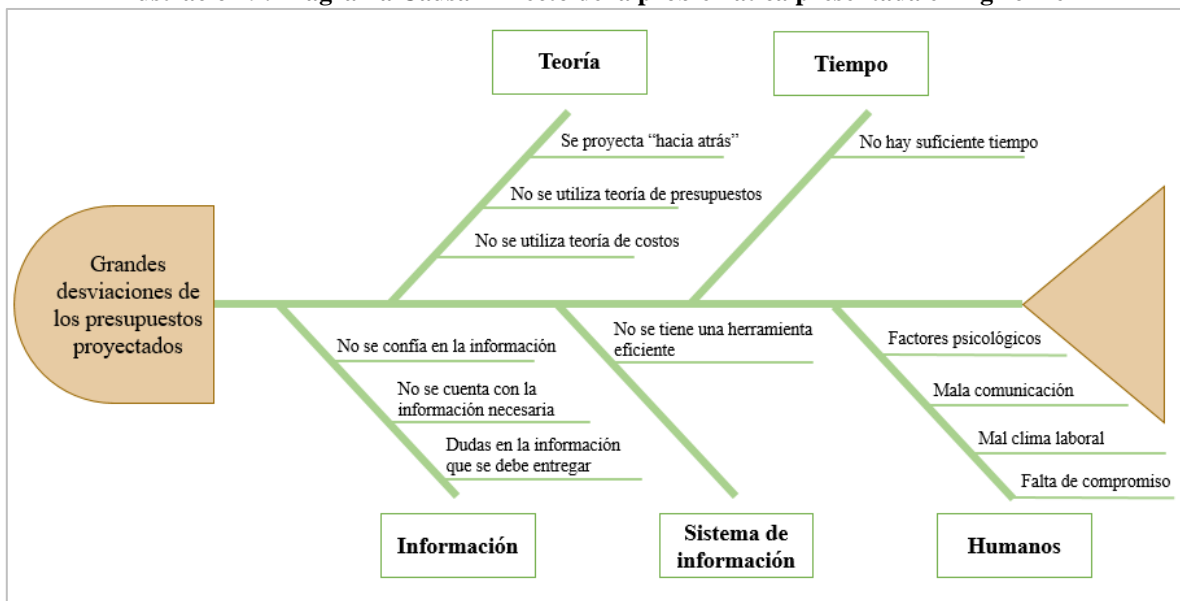 Teoría
Tiempo
Se proyecta “hacia atrás”
No se utiliza teoría de presupuestos
No se utiliza teoría de costos
No hay suficiente tiempo
Grandes
desviaciones de
los presupuestos
proyectados
No se confía en la información
No se cuenta con la
información necesaria
Dudas en la información
que se debe entregar
No se tiene una herramienta
eficiente
Factores psicológicos
Mala comunicación
Mal clima laboral
Falta de compromiso
Información
Sistema de
información
Humanos